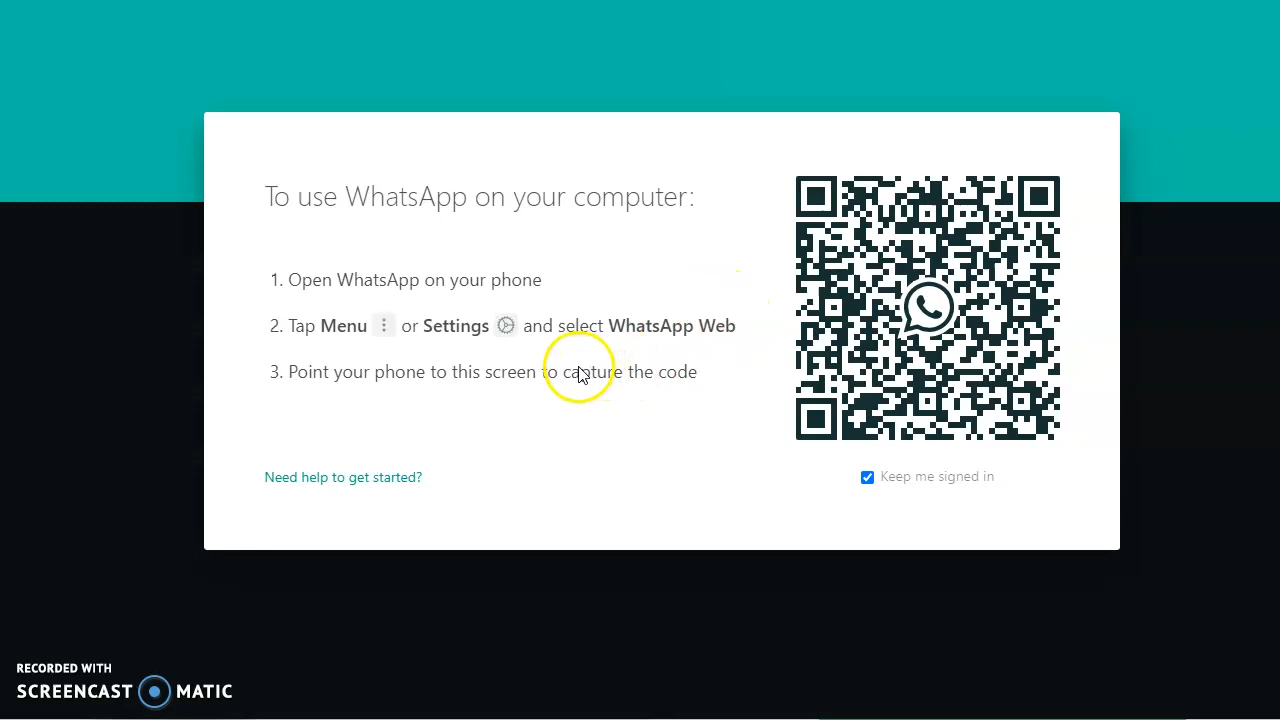 To use WhatsApp on your computer:
1. Open WhatsApp on your phone
2. Tap Menu or Settings and select WhatsApp Web
3. Point your phone to this screen to capture the code
Need help to get started?
Keep me signed in
RECORDED WITH
SCREENCAST MATIC